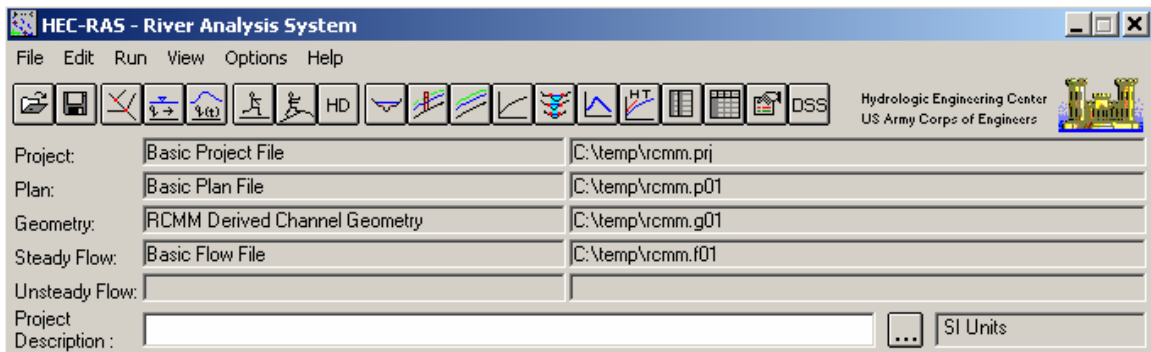 HEC-RAS - River Analysis System
File Edit Run View Options Help
HD HT DSS
Hydrologic Engineering Center
US Army Corps of Engineers
Project: Basic Project File C:\temp\rcmm.prj
Plan: Basic Plan File C:\temp\rcmm.p01
Geometry: RCMM Derived Channel Geometry C:\temp\rcmm.g01
Steady Flow: Basic Flow File C:\temp\rcmm.f01
Unsteady Flow:
Project
Description : ... SI Units